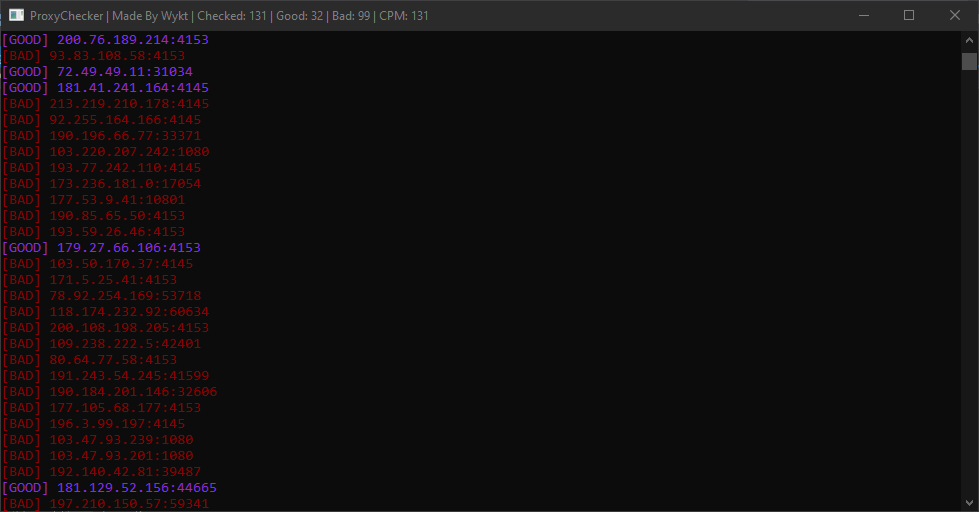 ProxyChecker | Made By Wykt | Checked: 131 | Good: 32 | Bad: 99 | CPM: 131
[GOOD] 200.76.189.214:4153
[BAD] 93.83.108.58:4153
[GOOD] 72.49.49.11:31034
[GOOD] 181.41.241.164:4145
[BAD] 213.219.210.178:4145
[BAD] 92.255.164.166:4145
[BAD] 190.196.66.77:33371
[BAD] 103.220.207.242:1080
[BAD] 193.77.242.110:4145
[BAD] 173.236.181.0:17054
[BAD] 177.53.9.41:10801
[BAD] 190.85.65.50:4153
[BAD] 193.59.26.46:4153
[GOOD] 179.27.66.106:4153
[BAD] 103.50.170.37:4145
[BAD] 171.5.25.41:4153
[BAD] 78.92.254.169:53718
[BAD] 118.174.232.92:60634
[BAD] 200.108.198.205:4153
[BAD] 109.238.222.5:42401
[BAD] 80.64.77.58:4153
[BAD] 191.243.54.245:41599
[BAD] 190.184.201.146:32606
[BAD] 177.105.68.177:4153
[BAD] 196.3.99.197:4145
[BAD] 103.47.93.239:1080
[BAD] 103.47.93.201:1080
[BAD] 192.140.42.81:39487
[GOOD] 181.129.52.156:44665
[BAD] 197.210.150.57:59341